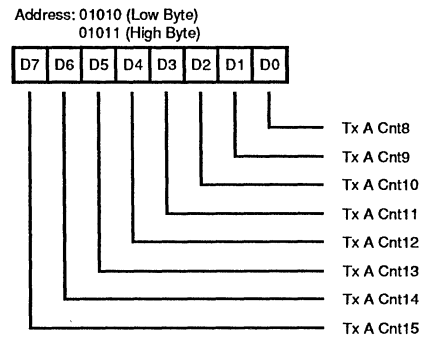 Address: 01010 (Low Byte)
01011 (High Byte)
D7 D6 D5 D4 D3 D2 D1 D0
Tx A Cnt8
Tx A Cnt9
Tx A Cnt10
Tx A Cnt11
Tx A Cnt12
Tx A Cnt13
Tx A Cnt14
Tx A Cnt15